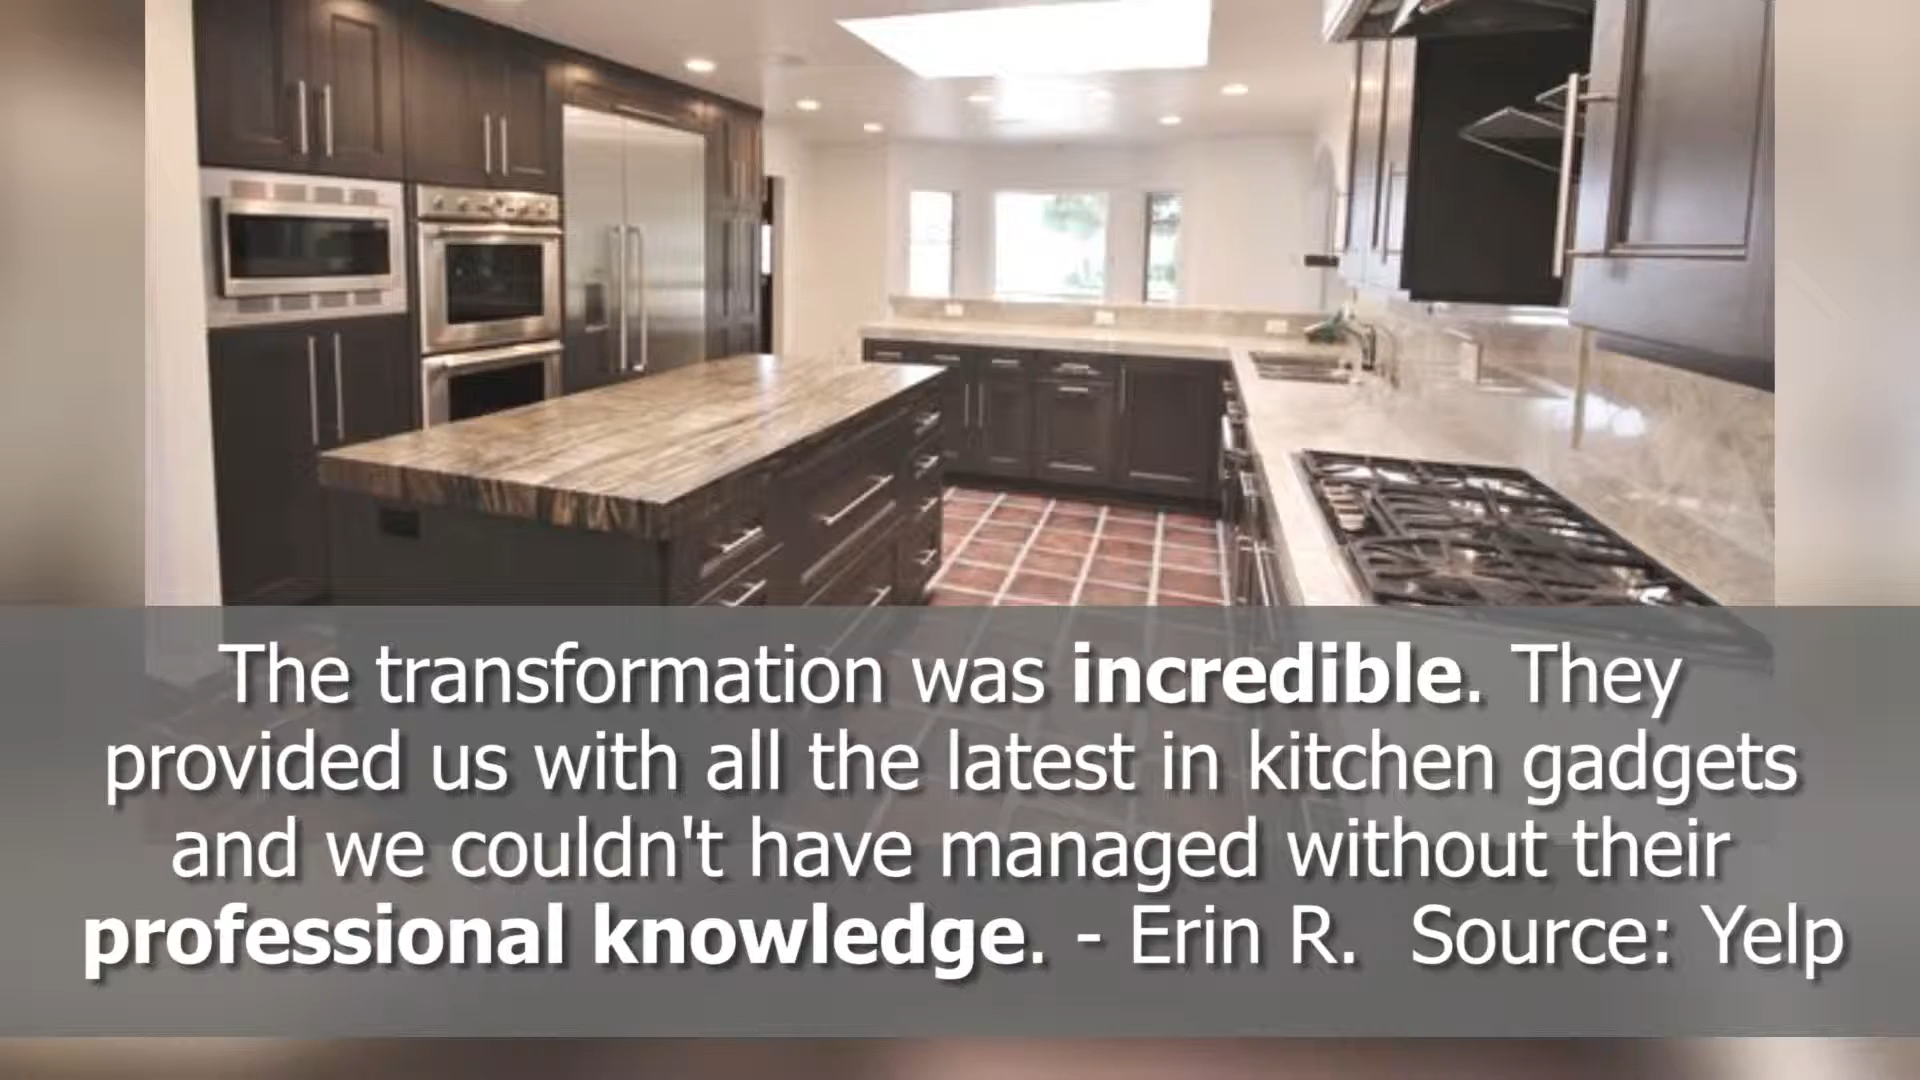 The transformation was incredible. They
provided us with all the latest in kitchen gadgets
and we couldn't have managed without their
professional knowledge. - Erin R.  Source: Yelp